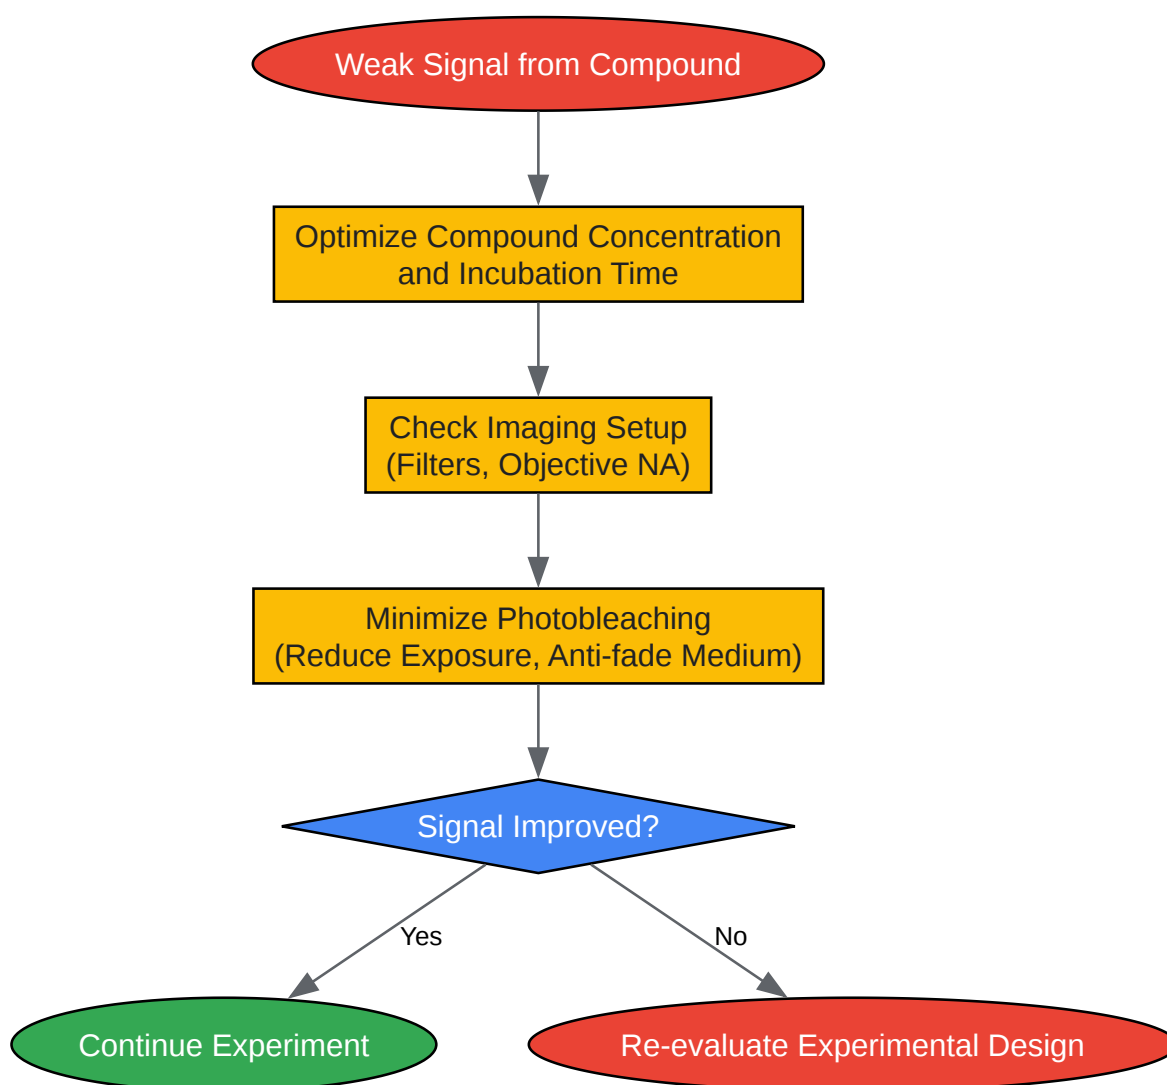 Weak Signal from Compound
Optimize Compound Concentration
and Incubation Time
Check Imaging Setup
(Filters, Objective NA)
Minimize Photobleaching
(Reduce Exposure, Anti-fade Medium)
Signal Improved?
Yes
No
Continue Experiment
Re-evaluate Experimental Design